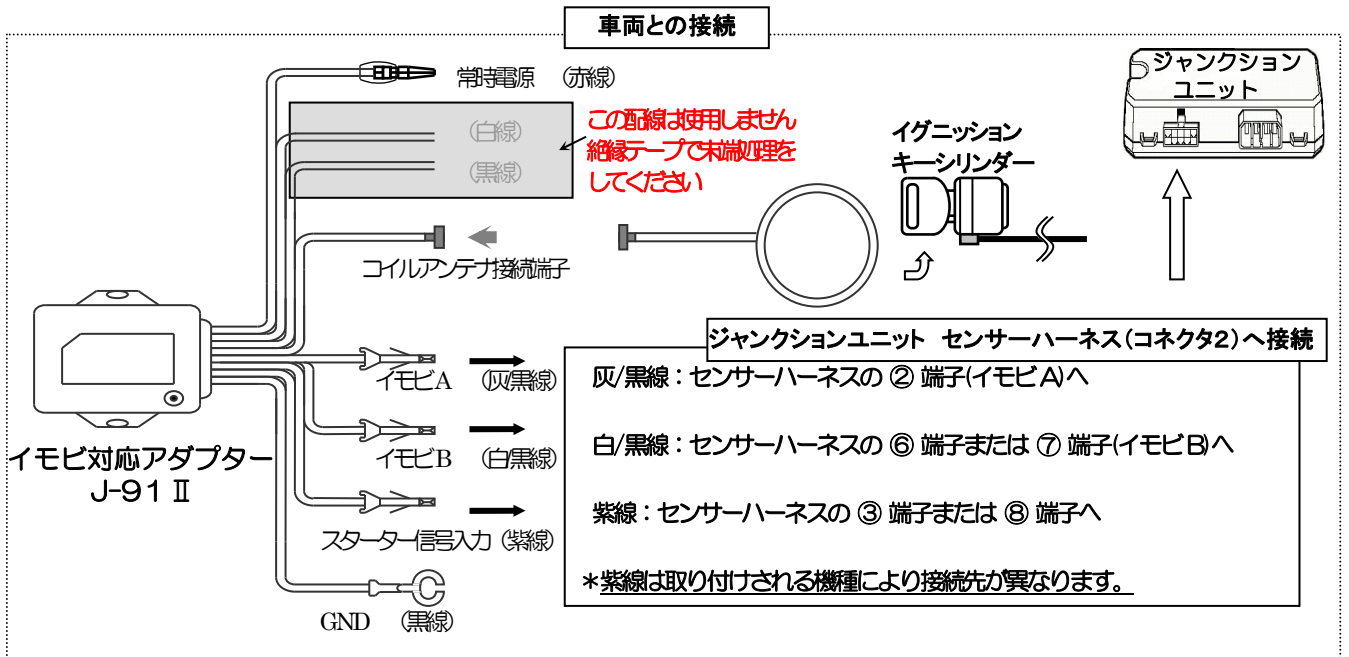 車両との接続
常時電源 (赤線)
(白線)
(黒線)
この配線は使用しません
絶縁テープで末端処理を
してください
コイルアンテナ接続端子
イグニッション
キーシリンダー
ジャンクション
ユニット
イモビ対応アダプター
J-91Ⅱ
イモビA (灰黒線)
イモビB (白黒線)
スターター信号入力 (紫線)
GND (黒線)
ジャンクションユニット センサーハーネス(コネクタ2)へ接続
灰/黒線:センサーハーネスの ② 端子(イモビA)へ
白/黒線:センサーハーネスの ⑥ 端子または ⑦ 端子(イモビB)へ
紫線:センサーハーネスの ③ 端子または ⑧ 端子へ
*紫線は取り付けされる機種により接続先が異なります。